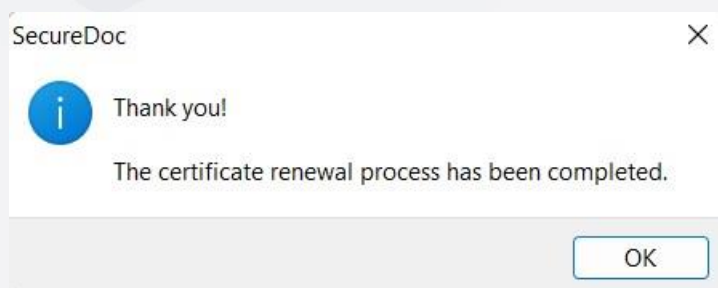 SecureDoc
Thank you!
The certificate renewal process has been completed.
OK